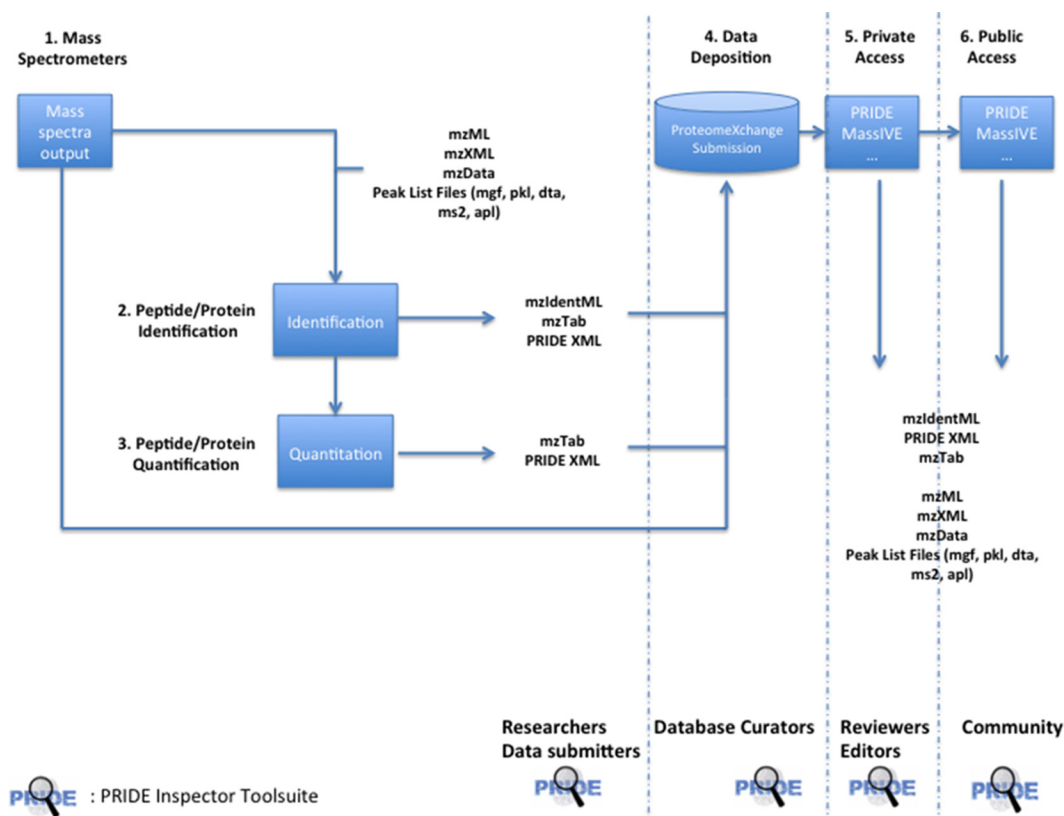 1. Mass
Spectrometers
4. Data
Deposition
5. Private
Access
6. Public
Access
Mass
spectra
output
mzML
mzXML
mzData
Peak List Files (mgf, pkl, dta,
ms2, apl)
ProteomeXchange
Submission
PRIDE
MassIVE
...
PRIDE
MassIVE
...
2. Peptide/Protein
Identification
Identification
mzIdentML
mzTab
PRIDE XML
3. Peptide/Protein
Quantification
Quantitation
mzTab
PRIDE XML
mzIdentML
PRIDE XML
mzTab
mzML
mzXML
mzData
Peak List Files (mgf, pkl, dta,
ms2, apl)
Researchers
Data submitters
Database Curators
Reviewers
Editors
Community
PRIDE
PRIDE
PRIDE
PRIDE
PRIDE : PRIDE Inspector Toolsuite